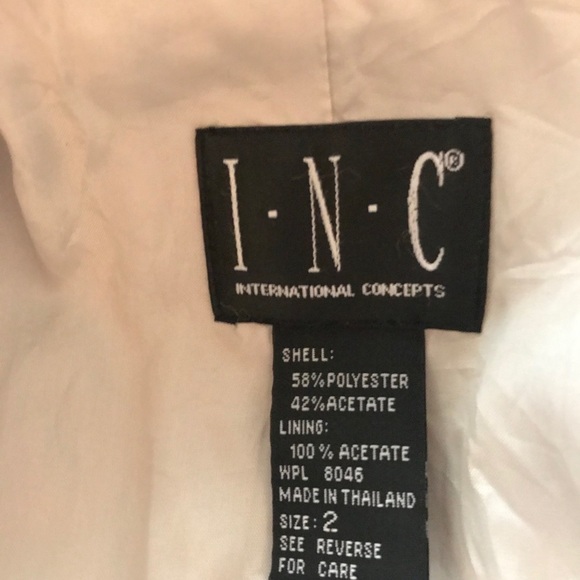 I·N·C®
INTERNATIONAL CONCEPTS
SHELL:
58%POLYESTER
42%ACETATE
LINING:
100% ACETATE
WPL 8046
MADE IN THAILAND
SIZE: 2
SEE REVERSE
FOR CARE